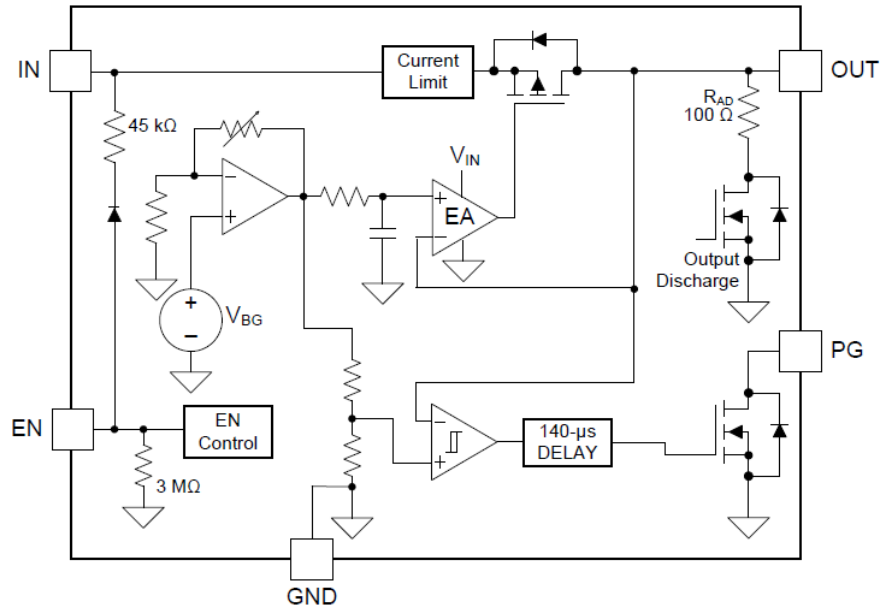 IN
Current
Limit
OUT
45 kΩ
R_AD
100 Ω
V_IN
−
+
+
EA
−
+
−
V_BG
Output
Discharge
PG
EN
EN
Control
3 MΩ
−
+
140-µs
DELAY
GND